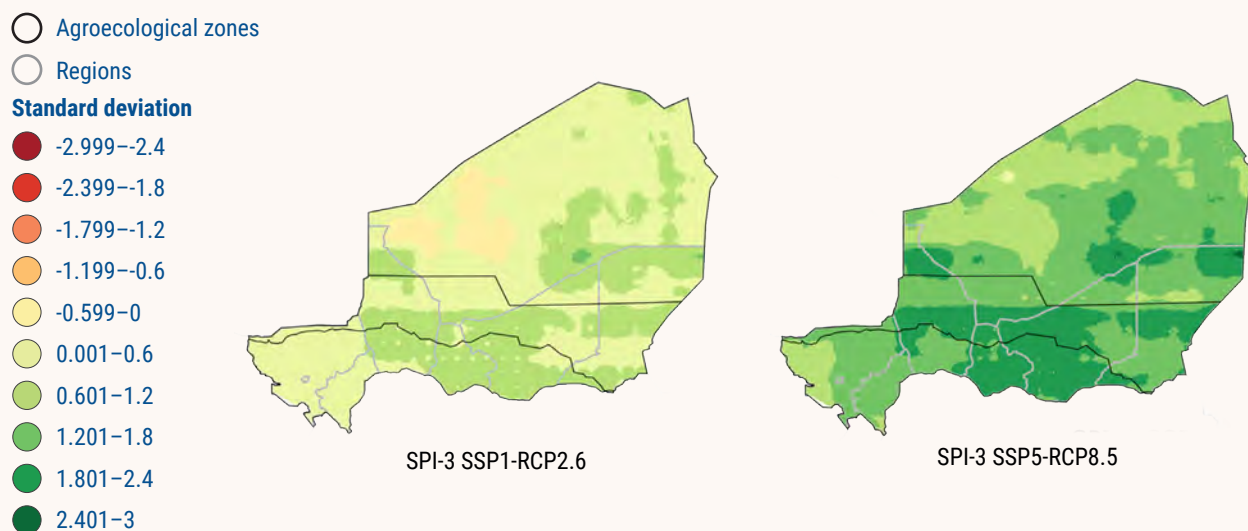 Agroecological zones
Regions
Standard deviation
-2.999–-2.4
-2.399–-1.8
-1.799–-1.2
-1.199–-0.6
-0.599–0
0.001–0.6
0.601–1.2
1.201–1.8
1.801–2.4
2.401–3
SPI-3 SSP1-RCP2.6
SPI-3 SSP5-RCP8.5